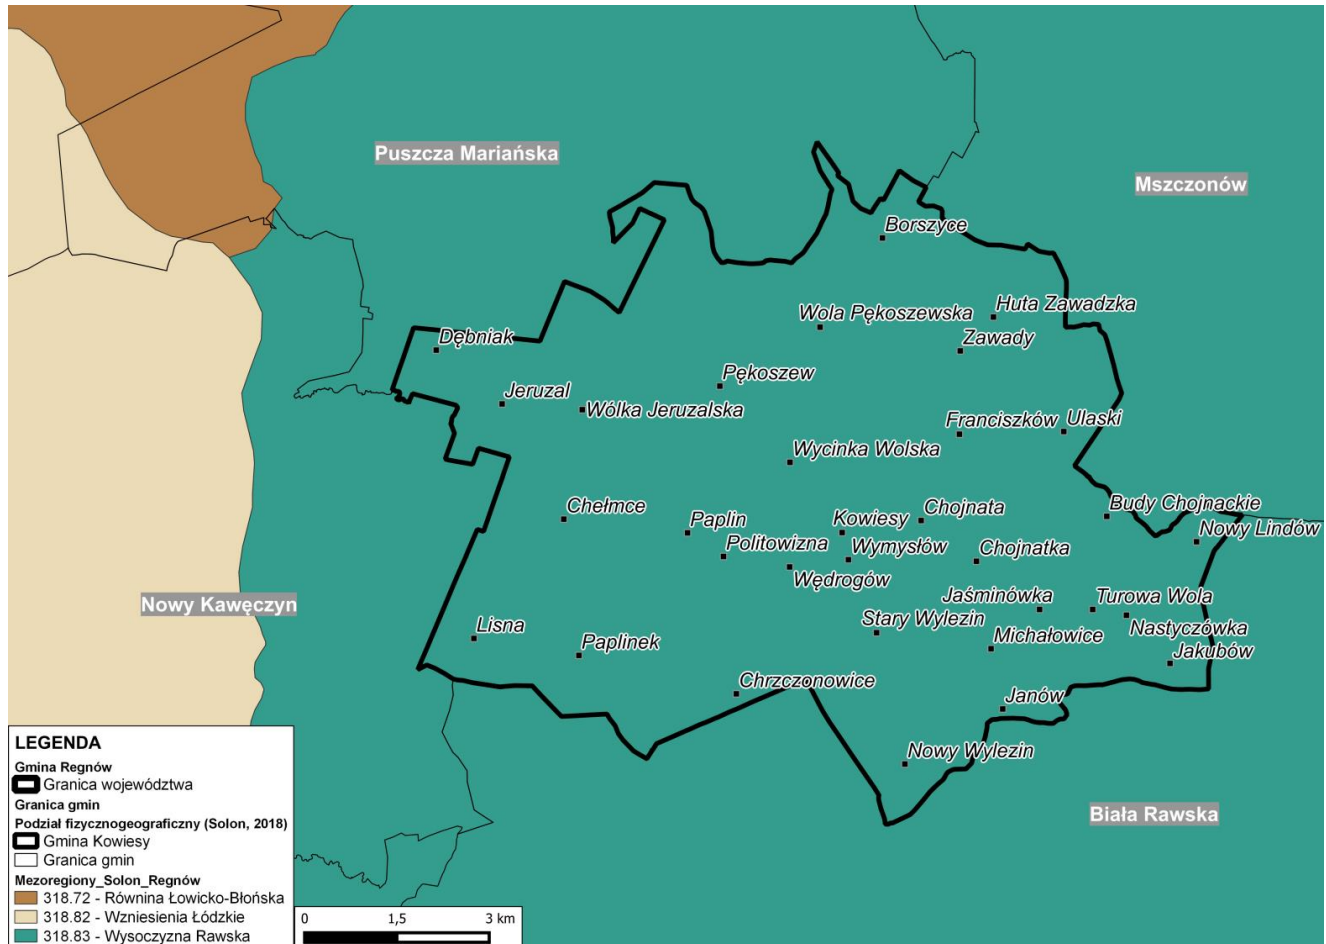 Puszcza Mariańska
Mszczonów
Borszyce
Wola Pękoszewska
Huta Zawadzka
Dębniak
Zawady
Pękoszew
Jeruzal
Wólka Jeruzalska
Franciszków
Ulaski
Wycinka Wolska
Chełmce
Paplin
Kowiesy
Chojnata
Budy Chojnackie
Nowy Lindów
Politowizna
Wymysłów
Chojnatka
Wędrogów
Nowy Kawęczyn
Jaśminówka
Turowa Wola
Lisna
Stary Wylezin
Nastyczówka
Paplinek
Michałowice
Jakubów
Chrzczonowice
Janów
Nowy Wylezin
Biała Rawska
LEGENDA
Gmina Regnów
Granica województwa
Granica gmin
Podział fizycznogeograficzny (Solon, 2018)
Gmina Kowiesy
Granica gmin
Mezoregiony_Solon_Regnów
318.72 - Równina Łowicko-Błońska
318.82 - Wzniesienia Łódzkie
318.83 - Wysoczyzna Rawska
0 1,5 3 km